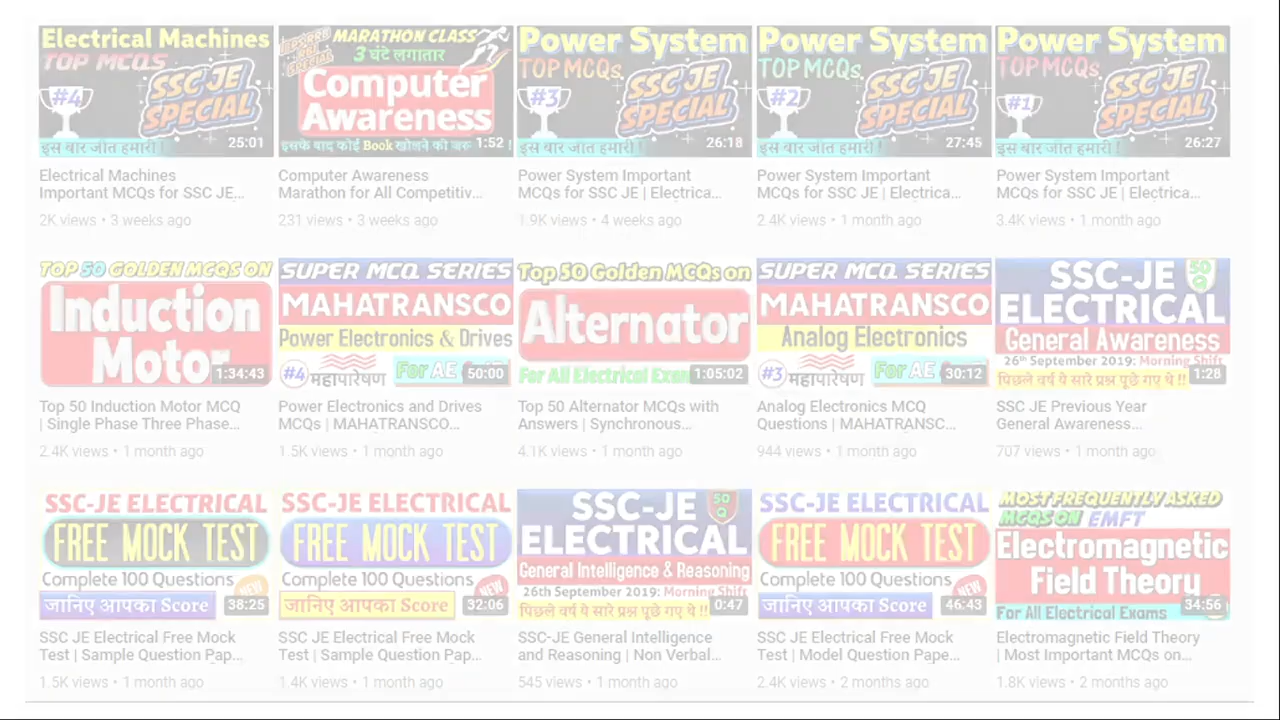 Electrical Machines
TOP MCQs
SSC JE
SPECIAL
#4
इस बार जीत हमारी !
25:01
Electrical Machines
Important MCQs for SSC JE...
2K views • 3 weeks ago
MARATHON CLASS
3 घंटे लगातार
Computer
Awareness
इसके बाद कोई Book खोलने की
1:52
Computer Awareness
Marathon for All Competitiv...
231 views • 3 weeks ago
Power System
TOP MCQs
SSC JE
SPECIAL
#3
इस बार जीत हमारी !
26:18
Power System Important
MCQs for SSC JE | Electrica...
1.9K views • 4 weeks ago
Power System
TOP MCQs
SSC JE
SPECIAL
#2
इस बार जीत हमारी !
27:45
Power System Important
MCQs for SSC JE | Electrica...
2.4K views • 1 month ago
Power System
TOP MCQs
SSC JE
SPECIAL
#1
इस बार जीत हमारी !
26:27
Power System Important
MCQs for SSC JE | Electrica...
3.4K views • 1 month ago
TOP 50 GOLDEN MCQS ON
Induction
Motor
1:34:43
Top 50 Induction Motor MCQ
| Single Phase Three Phase...
2.4K views • 1 month ago
SUPER MCQ SERIES
MAHATRANSCO
Power Electronics & Drives
#4 महापारेषण For AE
50:00
Power Electronics and Drives
MCQs | MAHATRANSCO...
1.5K views • 1 month ago
Top 50 Golden MCQs on
Alternator
For All Electrical Exam
1:05:02
Top 50 Alternator MCQs with
Answers | Synchronous...
4.1K views • 1 month ago
SUPER MCQ SERIES
MAHATRANSCO
Analog Electronics
#3 महापारेषण For AE
30:12
Analog Electronics MCQ
Questions | MAHATRANSC...
944 views • 1 month ago
SSC-JE
50
Q
ELECTRICAL
General Awareness
26th September 2019: Morning Shift
पिछले वर्ष ये सारे प्रश्न पूछे गए थे !!
1:28
SSC JE Previous Year
General Awareness...
707 views • 1 month ago
SSC-JE ELECTRICAL
FREE MOCK TEST
Complete 100 Questions
NEW
जानिए आपका Score
38:25
SSC JE Electrical Free Mock
Test | Sample Question Pap...
1.5K views • 1 month ago
SSC-JE ELECTRICAL
FREE MOCK TEST
Complete 100 Questions
NEW
जानिए आपका Score
32:06
SSC JE Electrical Free Mock
Test | Sample Question Pap...
1.4K views • 1 month ago
SSC-JE
50
Q
ELECTRICAL
General Intelligence & Reasoning
26th September 2019: Morning Shift
पिछले वर्ष ये सारे प्रश्न पूछे गए थे !!
0:47
SSC-JE General Intelligence
and Reasoning | Non Verbal...
545 views • 1 month ago
SSC-JE ELECTRICAL
FREE MOCK TEST
Complete 100 Questions
NEW
जानिए आपका Score
46:43
SSC JE Electrical Free Mock
Test | Model Question Pape...
2.4K views • 2 months ago
MOST FREQUENTLY ASKED
MCQS ON EMFT
Electromagnetic
Field Theory
For All Electrical Exams
34:56
Electromagnetic Field Theory
| Most Important MCQs on...
1.8K views • 2 months ago